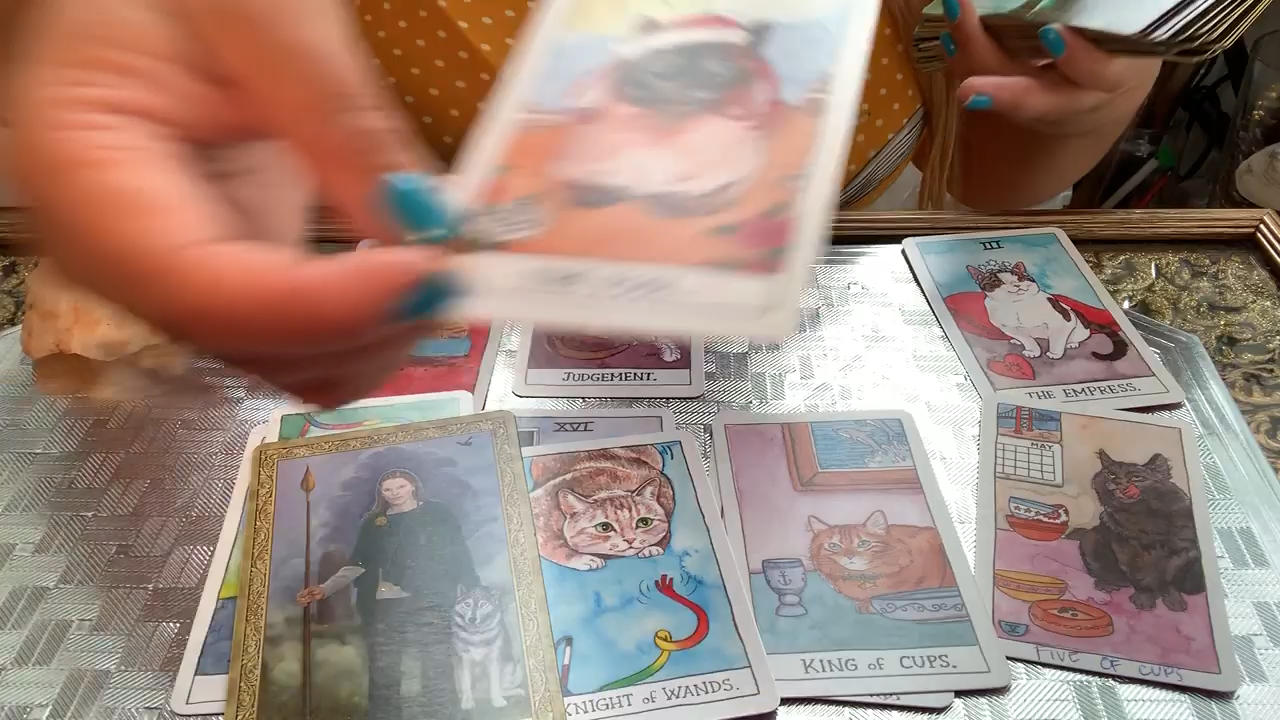 III
THE EMPRESS.
JUDGEMENT.
XVI
MAY
KNIGHT of WANDS.
KING of CUPS.
FIVE OF CUPS